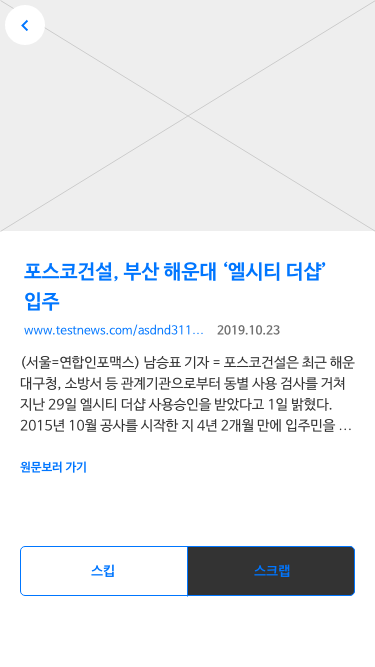 포스코건설, 부산 해운대 ‘엘시티 더샵’
입주
www.testnews.com/asdnd311... 2019.10.23
(서울=연합인포맥스) 남승표 기자 = 포스코건설은 최근 해운
대구청, 소방서 등 관계기관으로부터 동별 사용 검사를 거쳐
지난 29일 엘시티 더샵 사용승인을 받았다고 1일 밝혔다.
2015년 10월 공사를 시작한 지 4년 2개월 만에 입주민을 ...
원문보러 가기
스킵 스크랩